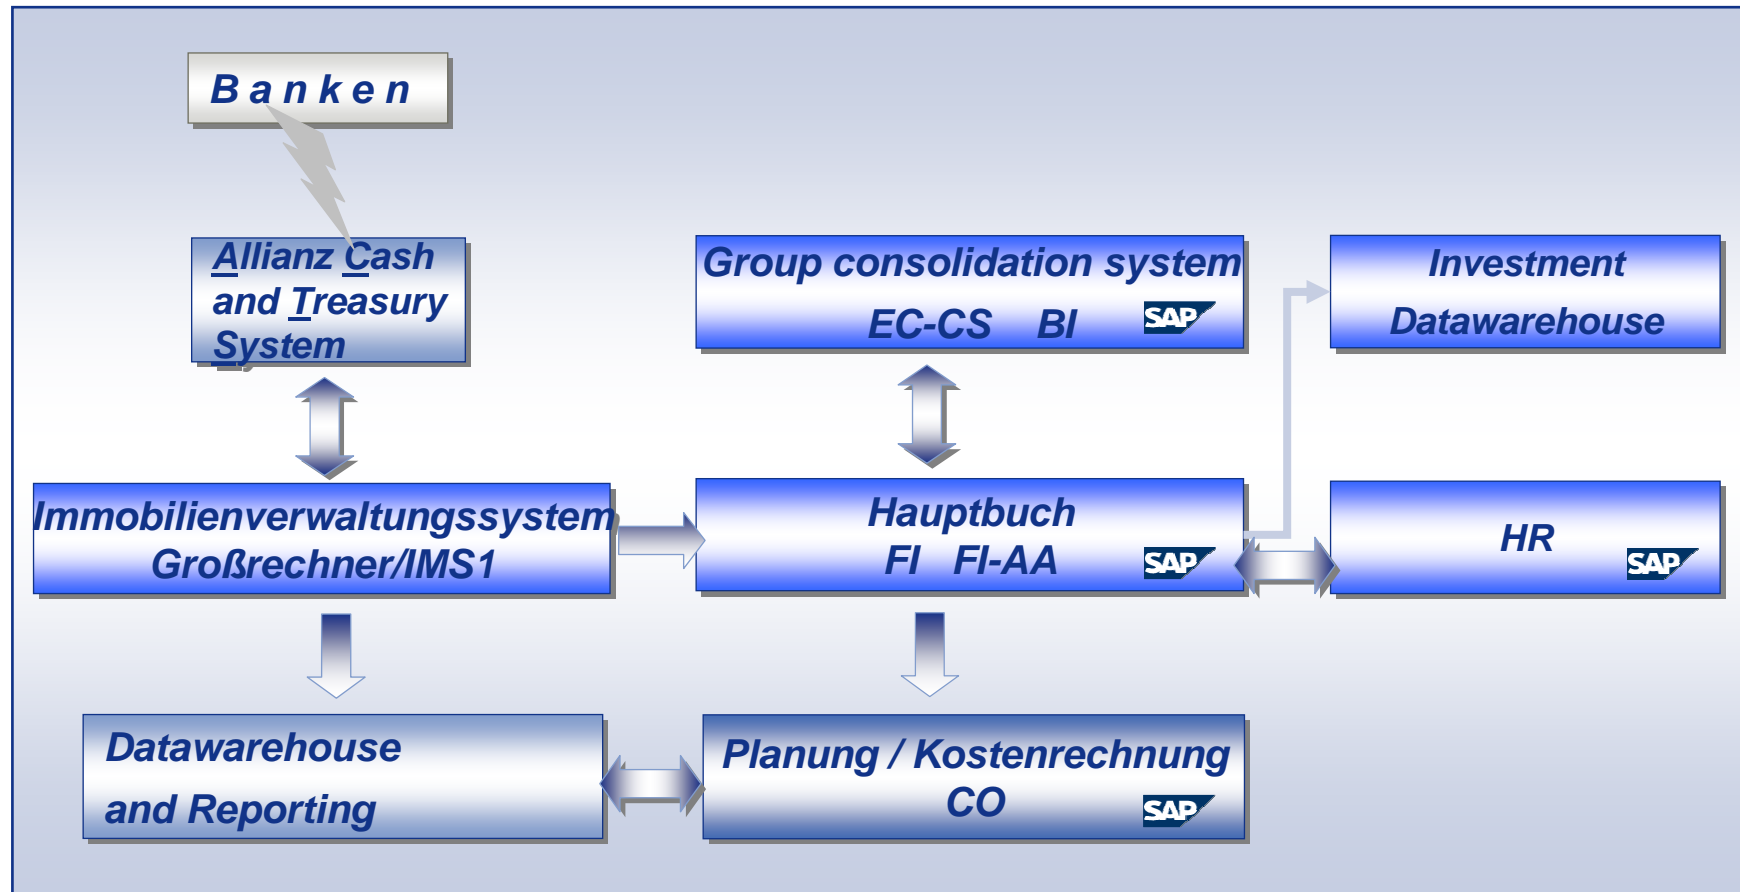 B a n k e n
Allianz Cash
and Treasury
System
Group consolidation system
EC-CS BI SAP
Investment
Datawarehouse
Immobilienverwaltungssystem
Großrechner/IMS1
Hauptbuch
FI FI-AA SAP
HR
SAP
Datawarehouse
and Reporting
Planung / Kostenrechnung
CO
SAP